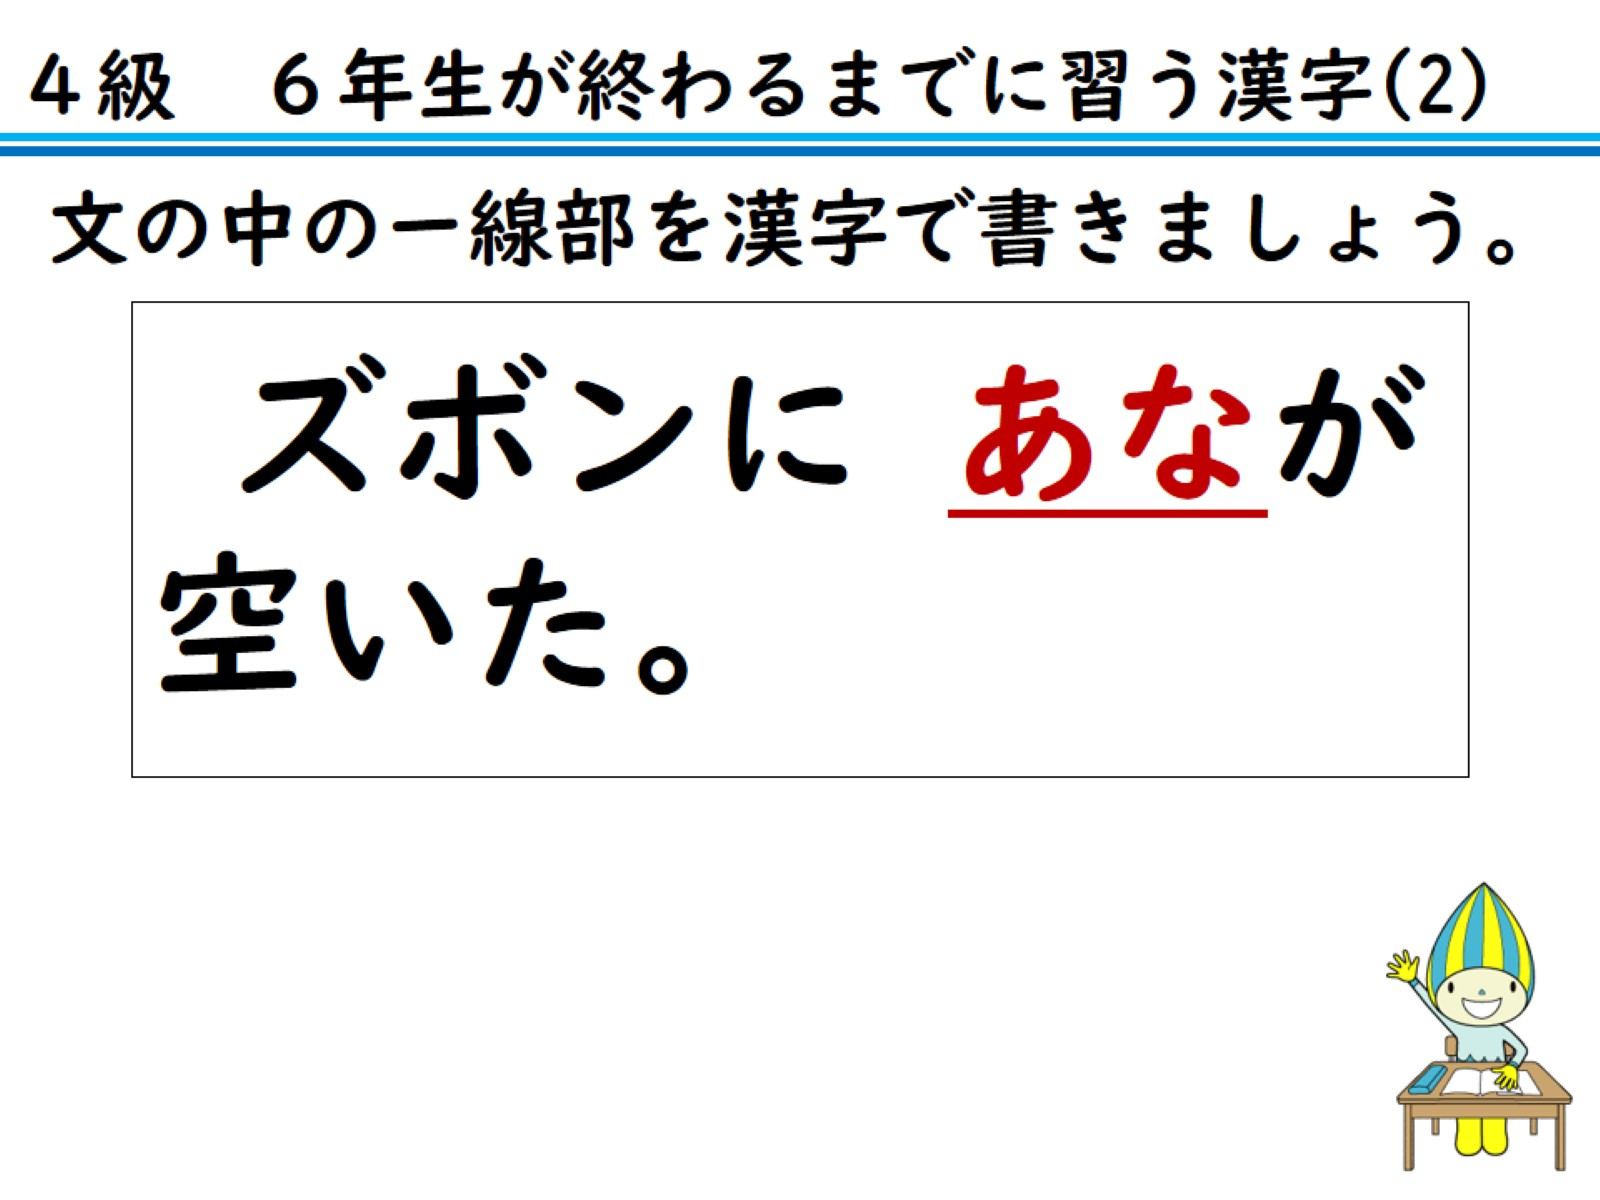 ４級　６年生が終わるまでに習う漢字(2)
文の中の一線部を漢字で書きましょう。
ズボンに　あなが
空いた。